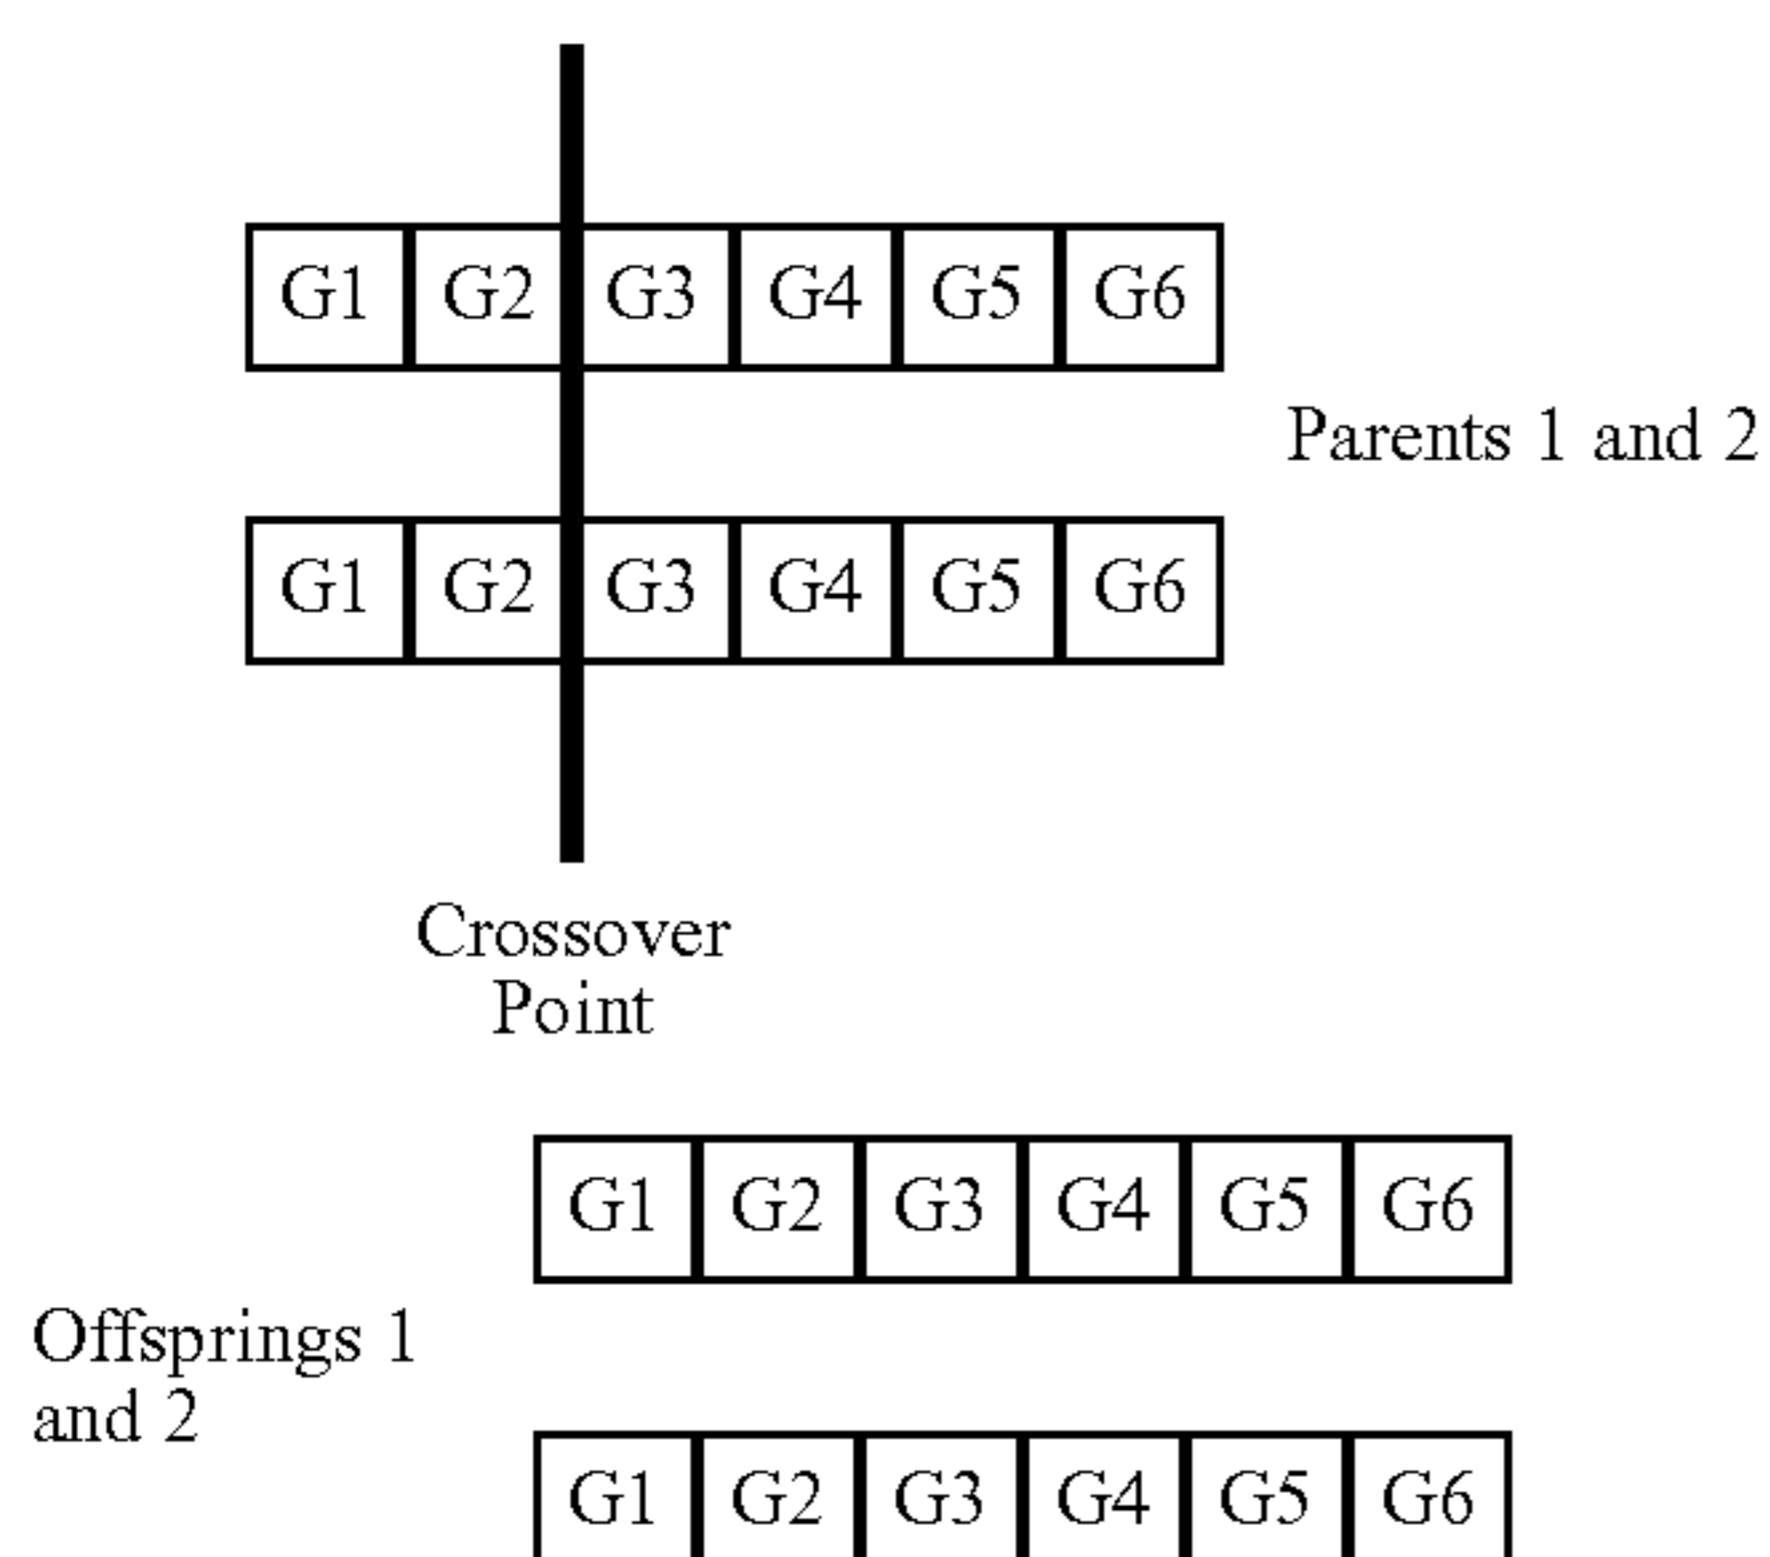 G1 G2 G3 G4 G5 G6
Parents 1 and 2
G1 G2 G3 G4 G5 G6
Crossover
Point
G1 G2 G3 G4 G5 G6
Offsprings 1
and 2
G1 G2 G3 G4 G5 G6